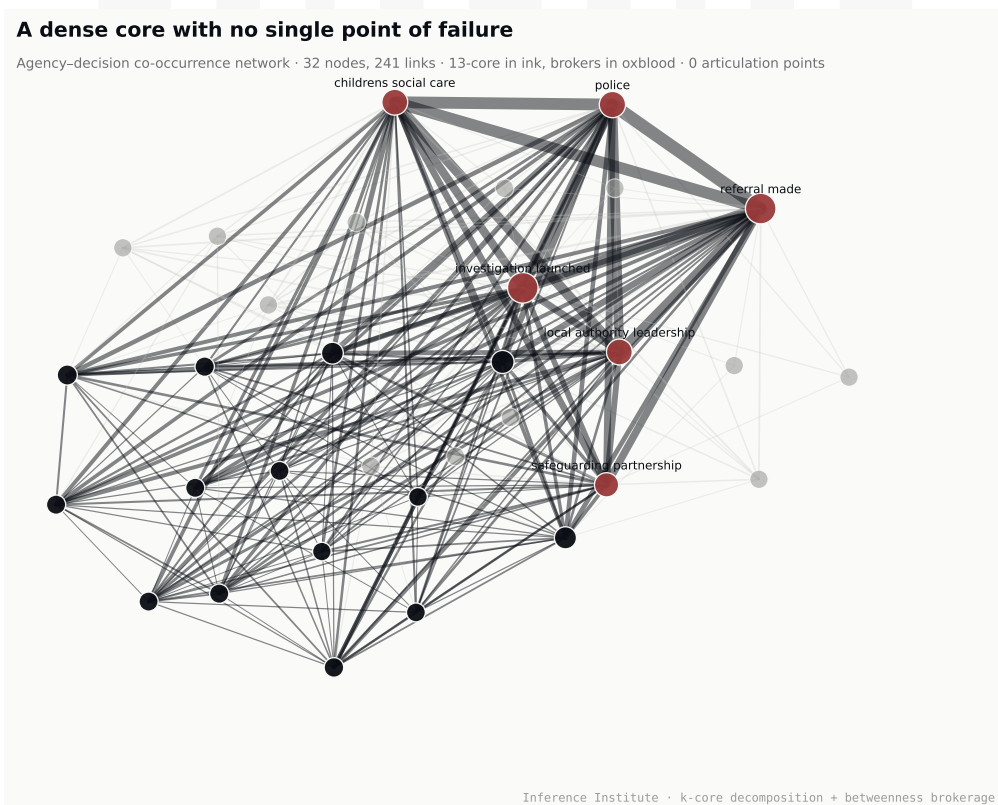 A dense core with no single point of failure
Agency–decision co-occurrence network · 32 nodes, 241 links · 13-core in ink, brokers in oxblood · 0 articulation points
childrens social care
police
referral made
investigation launched
local authority leadership
safeguarding partnership
Inference Institute · k-core decomposition + betweenness brokerage